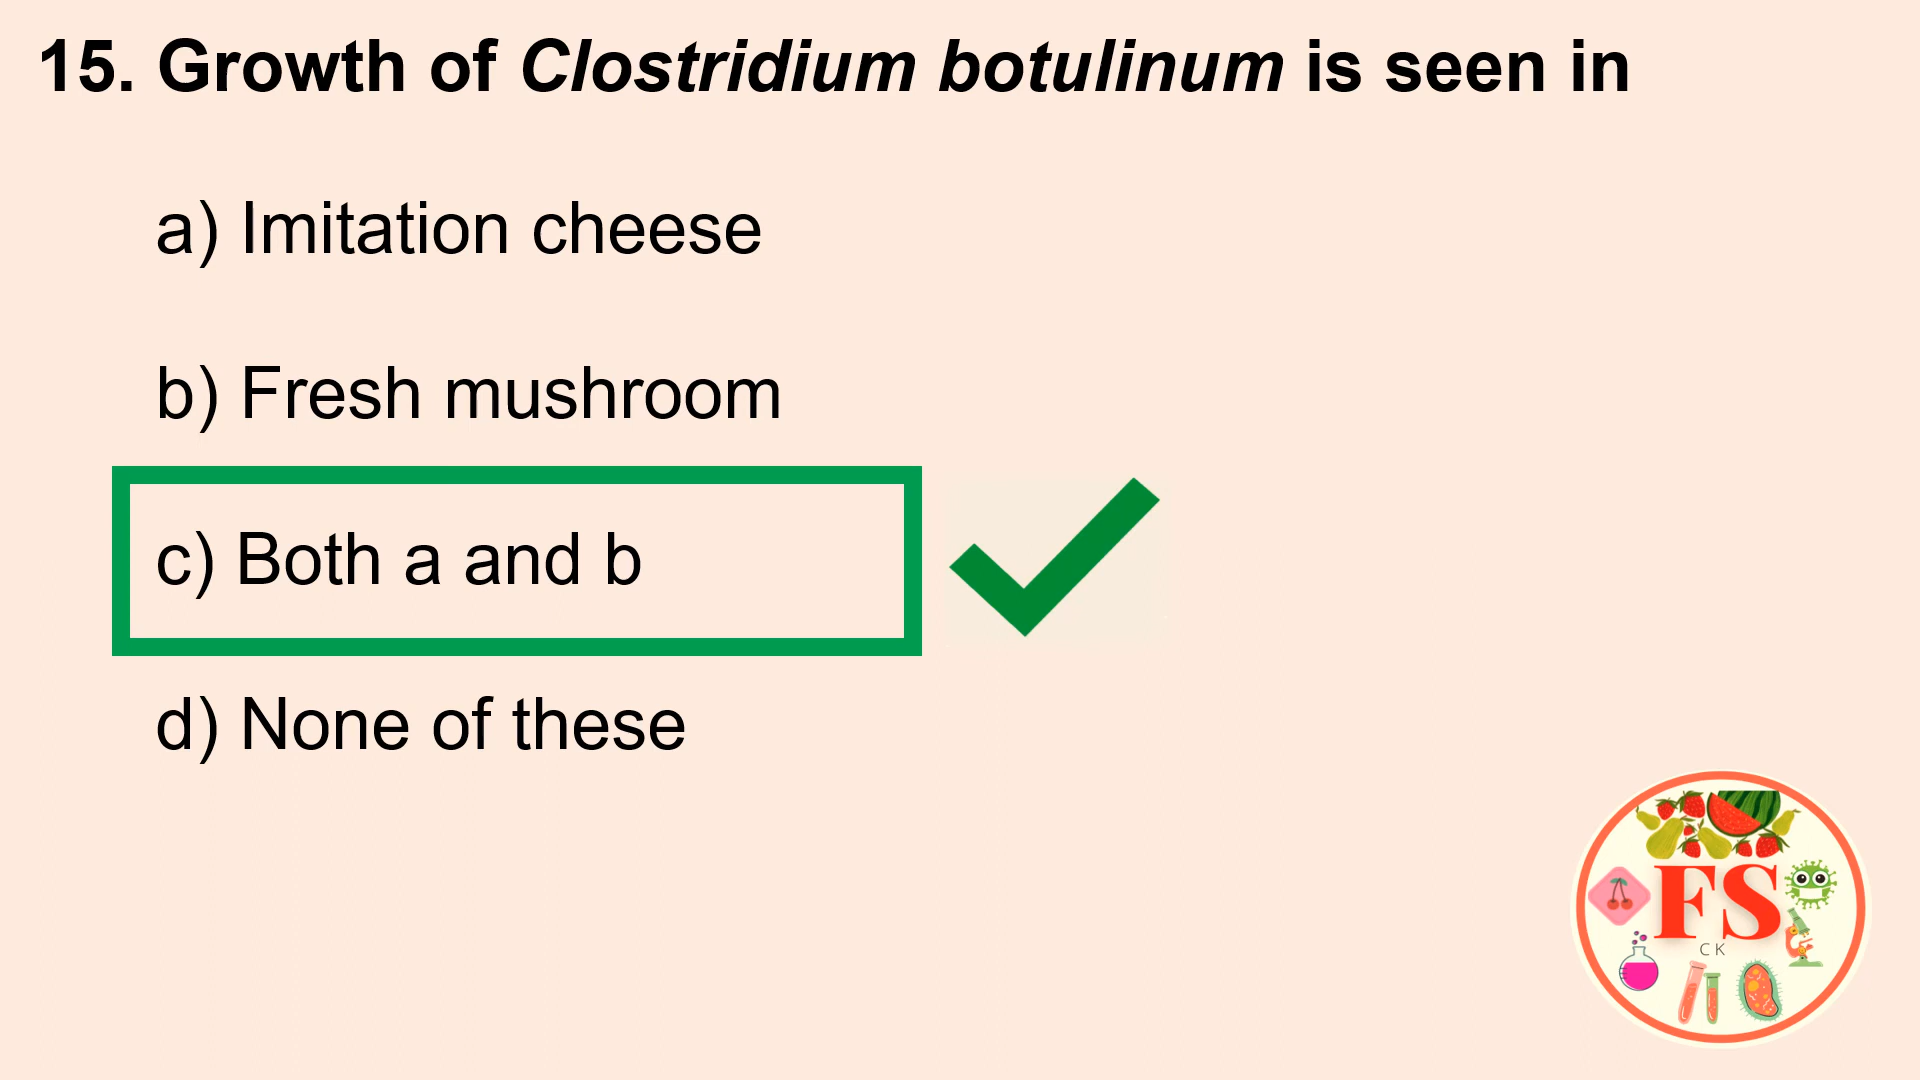 15. Growth of Clostridium botulinum is seen in
a) Imitation cheese
b) Fresh mushroom
c) Both a and b
d) None of these
FS
CK